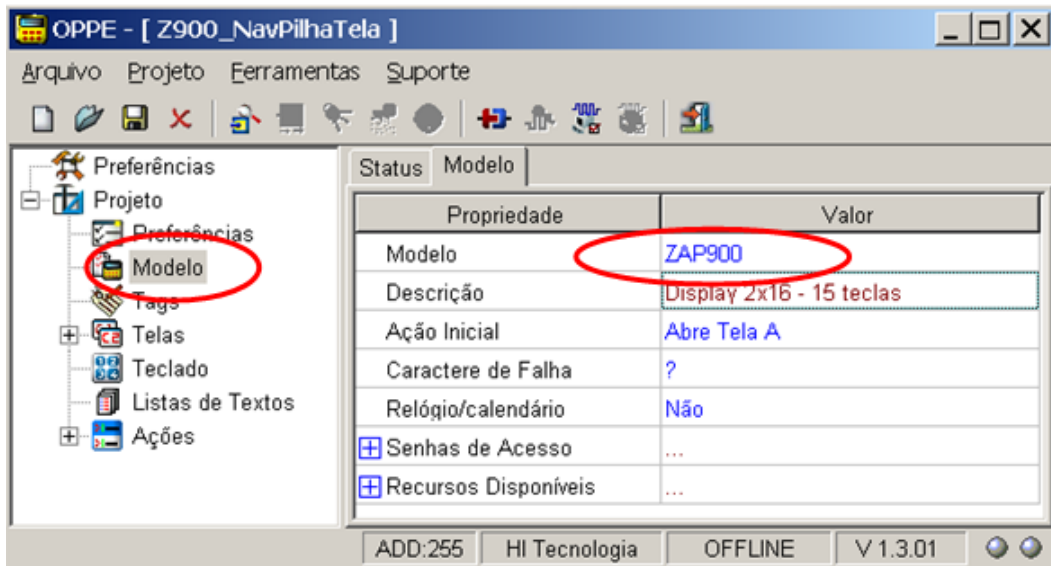 OPPE - [ Z900_NavPilhaTela ]
Arquivo Projeto Ferramentas Suporte
Preferências
Projeto
Preferências
Modelo
Tags
Telas
Teclado
Listas de Textos
Ações
Status Modelo
Propriedade Valor
Modelo ZAP900
Descrição Display 2x16 - 15 teclas
Ação Inicial Abre Tela A
Caractere de Falha ?
Relógio/calendário Não
Senhas de Acesso ...
Recursos Disponíveis ...
ADD:255 HI Tecnologia OFFLINE V 1.3.01